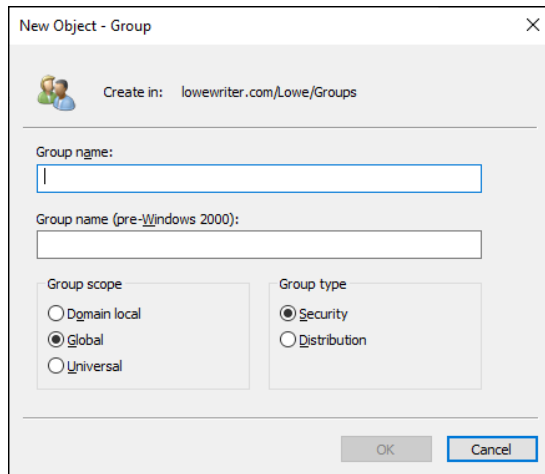 New Object - Group
Create in: lowewriter.com/Lowe/Groups
Group name:
Group name (pre-Windows 2000):
Group scope
Domain local
Global
Universal
Group type
Security
Distribution
OK Cancel